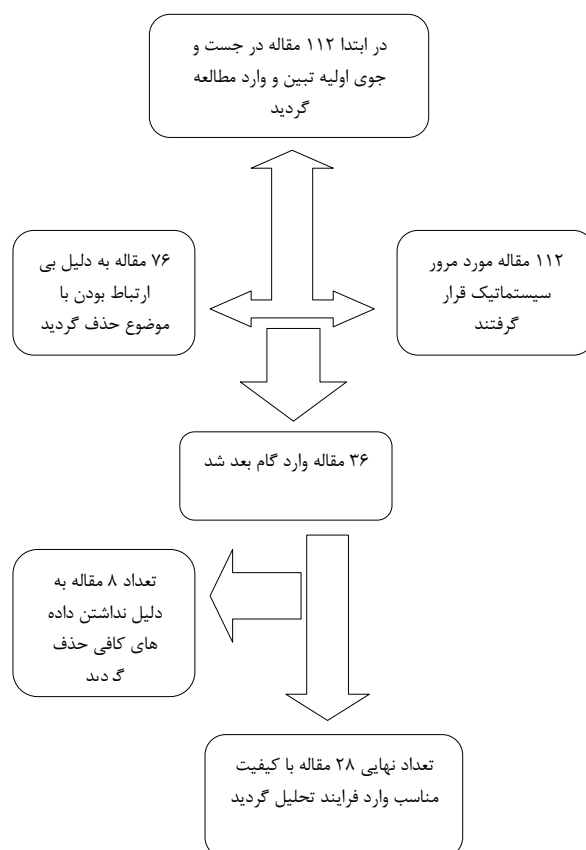 در ابتدا ۱۱۲ مقاله در جست و
جوی اولیه تبین و وارد مطالعه
گردید
۱۱۲ مقاله مورد مرور
سیستماتیک قرار
گرفتند
۷۶ مقاله به دلیل بی
ارتباط بودن با
موضوع حذف گردید
۳۶ مقاله وارد گام بعد شد
تعداد ۸ مقاله به
دلیل نداشتن داده
های کافی حذف
گردید
تعداد نهایی ۲۸ مقاله با کیفیت
مناسب وارد فرایند تحلیل گردید